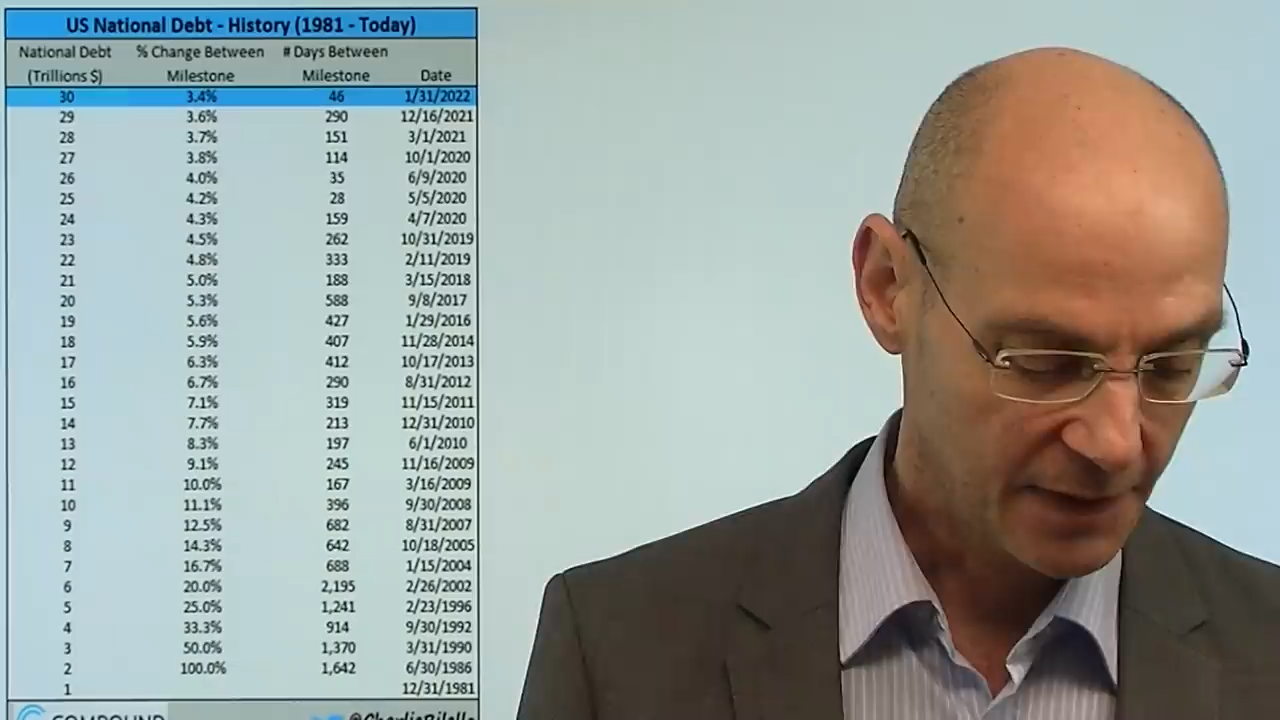 US National Debt - History (1981 - Today)
National Debt % Change Between # Days Between
(Trillions $) Milestone Milestone Date
30 3.4% 46 1/31/2022
29 3.6% 290 12/16/2021
28 3.7% 151 3/1/2021
27 3.8% 114 10/1/2020
26 4.0% 35 6/9/2020
25 4.2% 28 5/5/2020
24 4.3% 159 4/7/2020
23 4.5% 262 10/31/2019
22 4.8% 333 2/11/2019
21 5.0% 188 3/15/2018
20 5.3% 588 9/8/2017
19 5.6% 427 1/29/2016
18 5.9% 407 11/28/2014
17 6.3% 412 10/17/2013
16 6.7% 290 8/31/2012
15 7.1% 319 11/15/2011
14 7.7% 213 12/31/2010
13 8.3% 197 6/1/2010
12 9.1% 245 11/16/2009
11 10.0% 167 3/16/2009
10 11.1% 396 9/30/2008
9 12.5% 682 8/31/2007
8 14.3% 642 10/18/2005
7 16.7% 688 1/15/2004
6 20.0% 2,195 2/26/2002
5 25.0% 1,241 2/23/1996
4 33.3% 914 9/30/1992
3 50.0% 1,370 3/31/1990
2 100.0% 1,642 6/30/1986
1 12/31/1981
COMPOUND @CharlieBilello